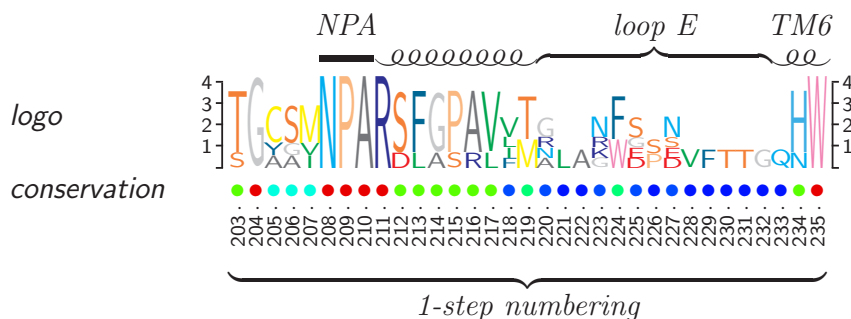 NPA loop E TM6
4 4
3 3
2 2
1 1
logo
TGCSMNPARSFGPAVVTGLANFSSNVFTTGQHW
conservation
203 204 205 206 207 208 209 210 211 212 213 214 215 216 217 218 219 220 221 222 223 224 225 226 227 228 229 230 231 232 233 234 235
1-step numbering